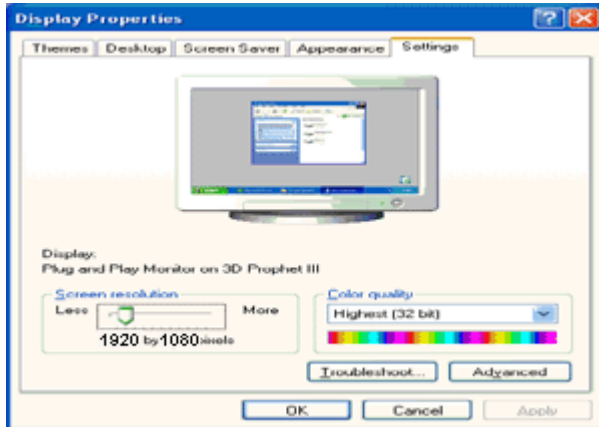 Display Properties
Themes Desktop Screen Saver Appearance Settings
Display:
Plug and Play Monitor on 3D Prophet III
Screen resolution
Less More
1920 by 1080 pixels
Color quality
Highest (32 bit)
Troubleshoot... Advanced
OK Cancel Apply